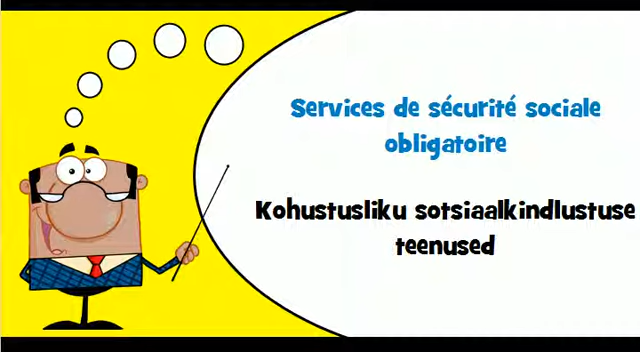 Services de sécurité sociale
obligatoire
Kohustusliku sotsiaalkindlustuse
teenused